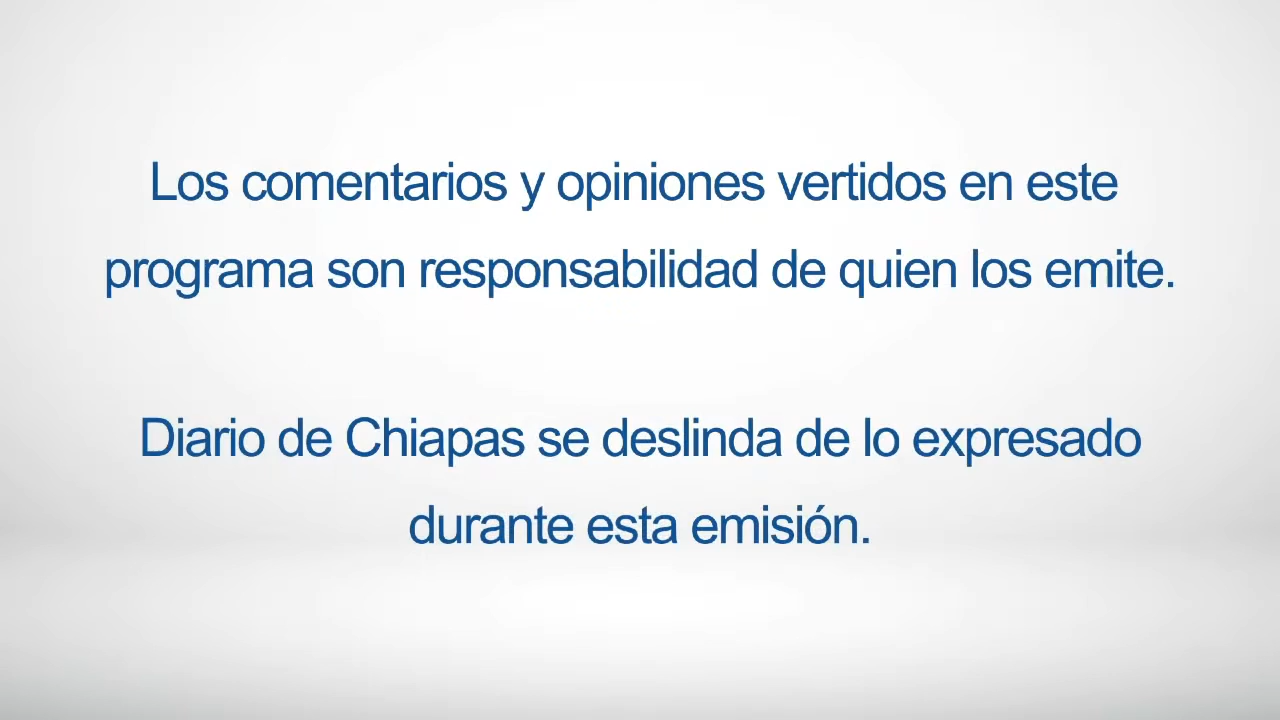 Los comentarios y opiniones vertidos en este
programa son responsabilidad de quien los emite.
Diario de Chiapas se deslinda de lo expresado
durante esta emisión.